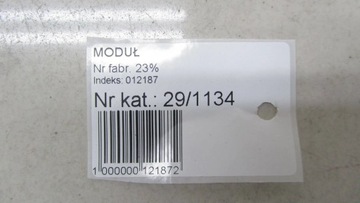 MODUŁ
Nr fabr. 23%
Indeks: 012187
Nr kat.: 29/1134
1 000000 121872